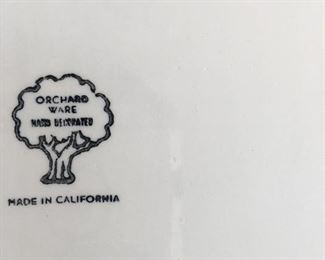 ORCHARD
WARE
HAND DECORATED
MADE IN CALIFORNIA